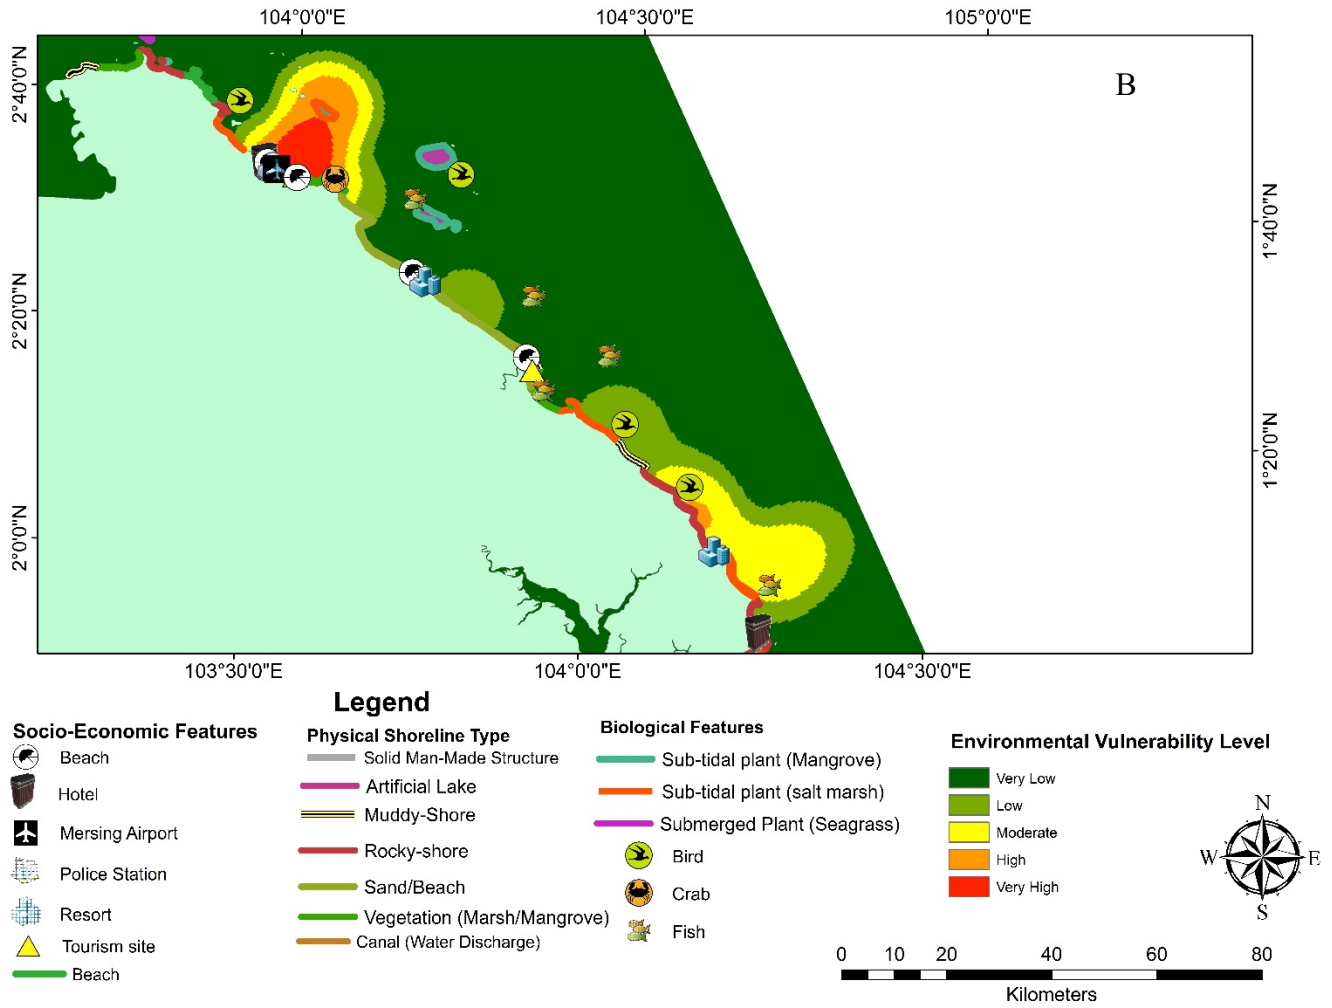 104°0'0"E 104°30'0"E 105°0'0"E
B
2°40'0"N
2°20'0"N
2°0'0"N
1°40'0"N
1°20'0"N
103°30'0"E 104°0'0"E 104°30'0"E
Legend
Socio-Economic Features
Beach
Hotel
Mersing Airport
Police Station
Resort
Tourism site
Beach
Physical Shoreline Type
Solid Man-Made Structure
Artificial Lake
Muddy-Shore
Rocky-shore
Sand/Beach
Vegetation (Marsh/Mangrove)
Canal (Water Discharge)
Biological Features
Sub-tidal plant (Mangrove)
Sub-tidal plant (salt marsh)
Submerged Plant (Seagrass)
Bird
Crab
Fish
Environmental Vulnerability Level
Very Low
Low
Moderate
High
Very High
N
W E
S
0 10 20 40 60 80
Kilometers